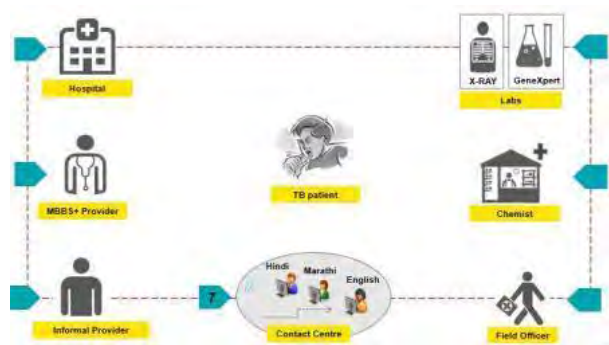 X-RAY
GeneXpert
Hospital
Labs
MBBS+ Provider
TB patient
Chemist
Hindi
Marathi
English
7
Informal Provider
Contact Centre
Field Officer